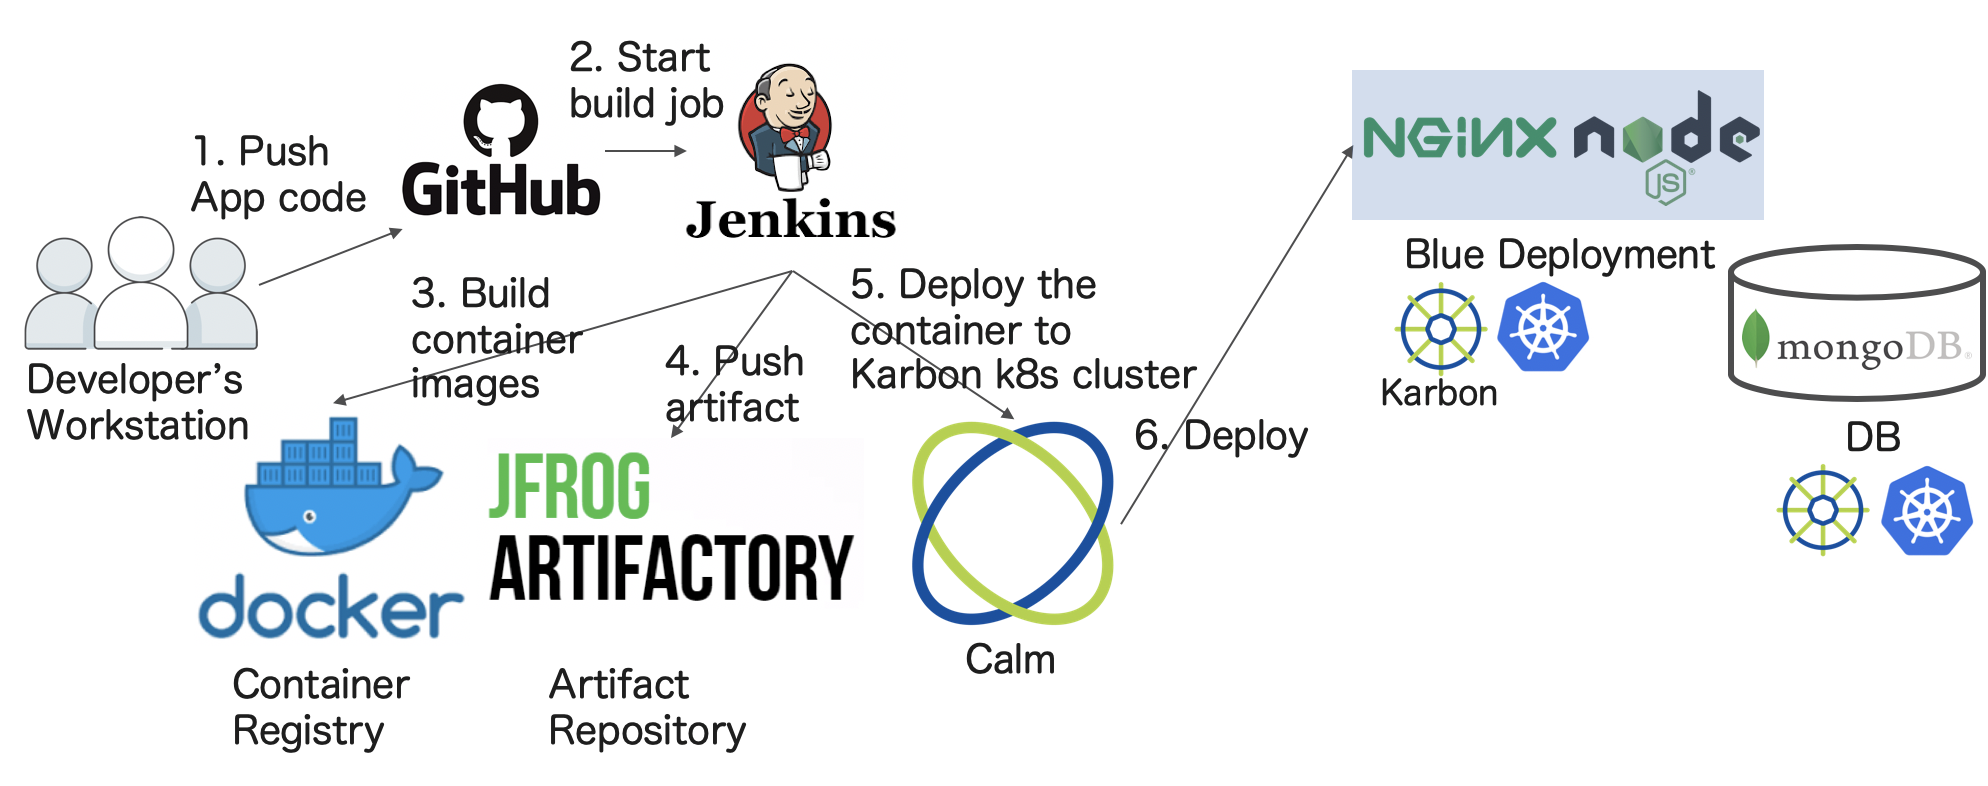 1. Push
App code
GitHub
2. Start
build job
Jenkins
Developer's
Workstation
3. Build
container
images
4. Push
artifact
5. Deploy the
container to
Karbon k8s cluster
6. Deploy
docker
Container
Registry
JFROG
ARTIFACTORY
Artifact
Repository
Calm
NGiNX
node
JS®
Blue Deployment
Karbon
mongoDB®
DB